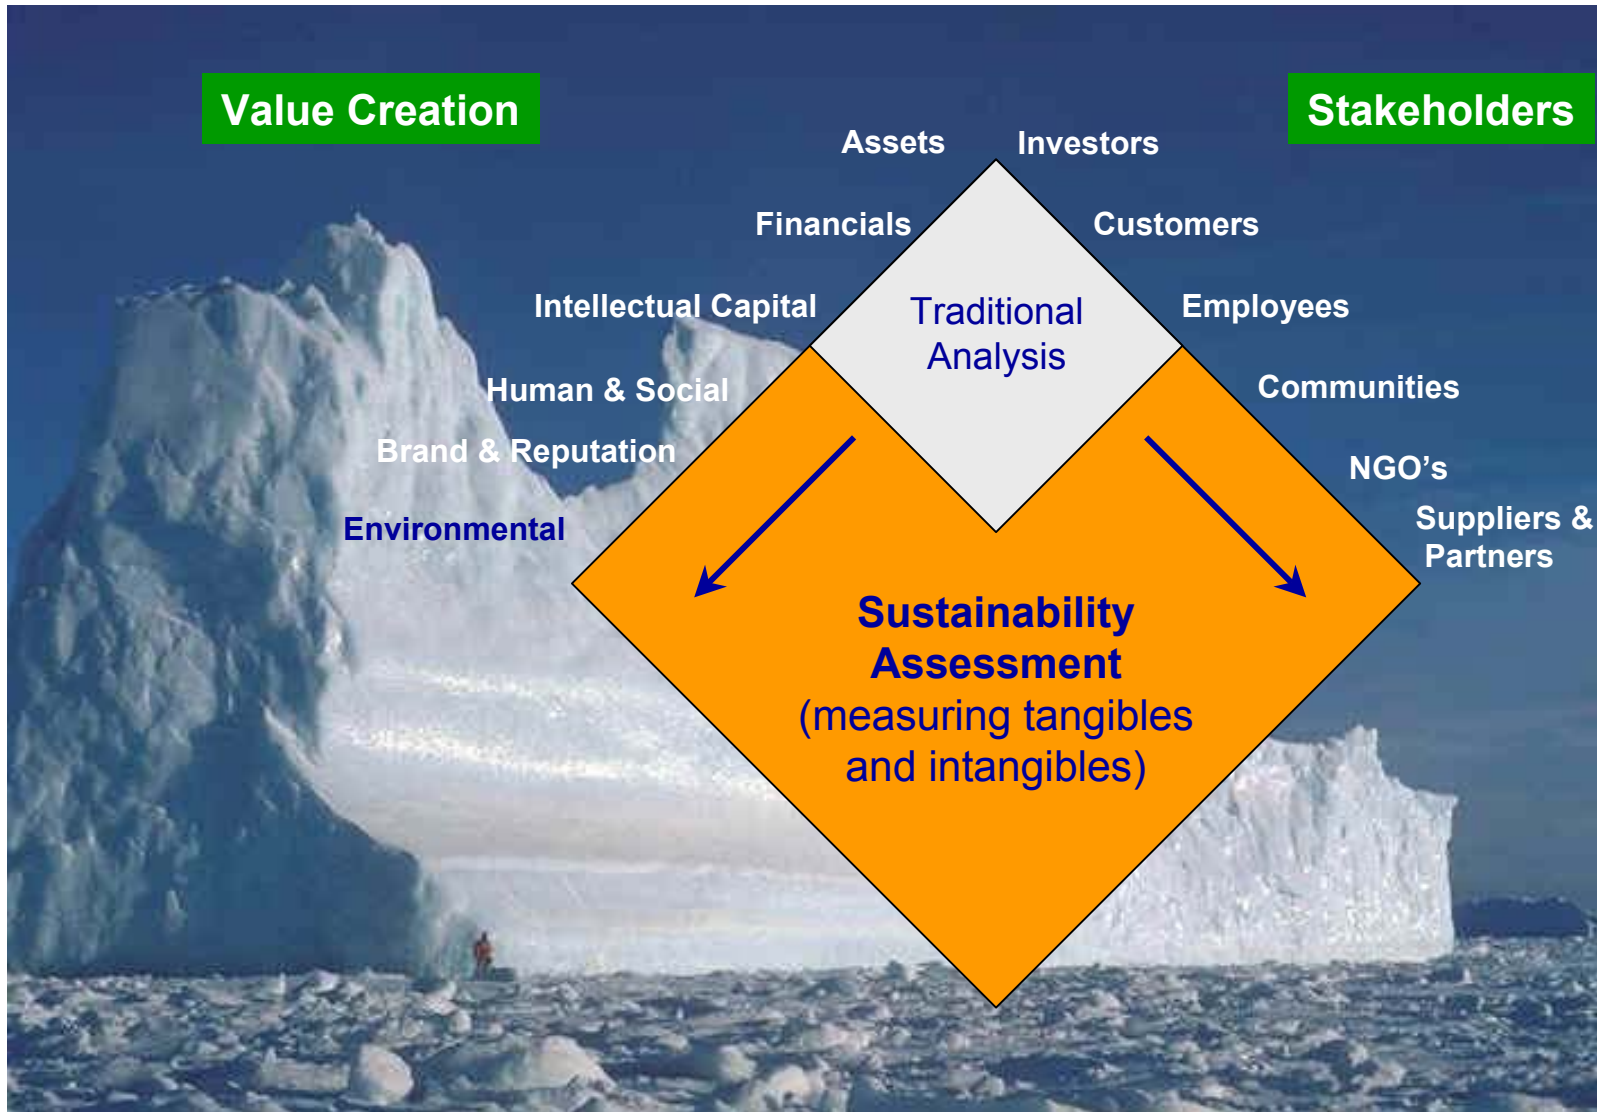 Value Creation
Stakeholders
Assets
Investors
Financials
Customers
Intellectual Capital
Traditional
Analysis
Employees
Human & Social
Communities
Brand & Reputation
NGO’s
Environmental
Suppliers &
Partners
Sustainability
Assessment
(measuring tangibles
and intangibles)